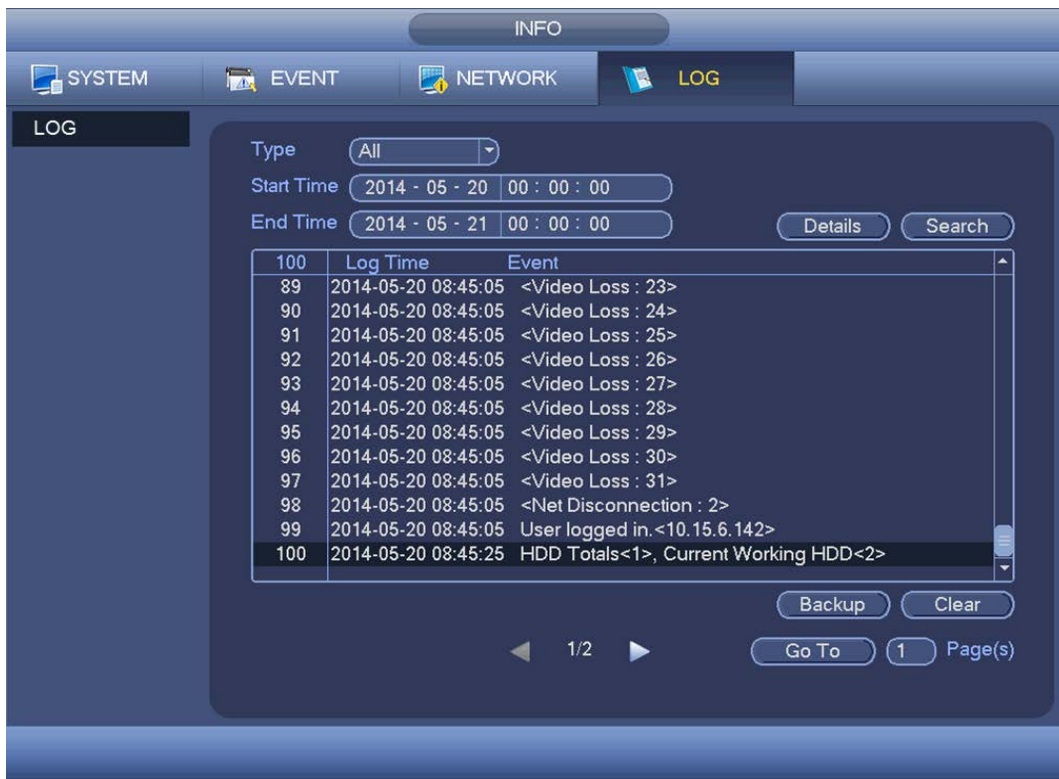 INFO
SYSTEM EVENT NETWORK LOG
LOG
Type All
Start Time 2014 - 05 - 20 00 : 00 : 00
End Time 2014 - 05 - 21 00 : 00 : 00 Details Search
100 Log Time Event
89 2014-05-20 08:45:05 <Video Loss : 23>
90 2014-05-20 08:45:05 <Video Loss : 24>
91 2014-05-20 08:45:05 <Video Loss : 25>
92 2014-05-20 08:45:05 <Video Loss : 26>
93 2014-05-20 08:45:05 <Video Loss : 27>
94 2014-05-20 08:45:05 <Video Loss : 28>
95 2014-05-20 08:45:05 <Video Loss : 29>
96 2014-05-20 08:45:05 <Video Loss : 30>
97 2014-05-20 08:45:05 <Video Loss : 31>
98 2014-05-20 08:45:05 <Net Disconnection : 2>
99 2014-05-20 08:45:05 User logged in.<10.15.6.142>
100 2014-05-20 08:45:25 HDD Totals<1>, Current Working HDD<2>
Backup Clear
1/2 Go To 1 Page(s)